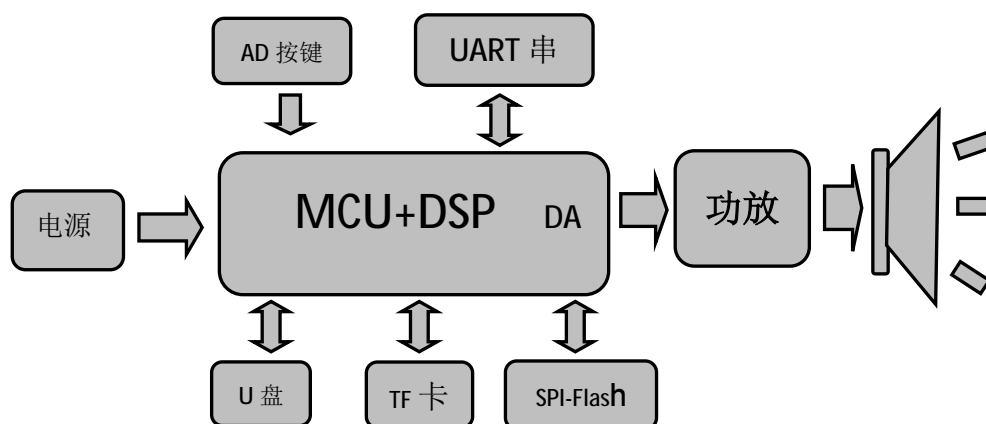 AD 按键
UART 串
电源
MCU+DSP DA
功放
U 盘
TF 卡
SPI-Flash